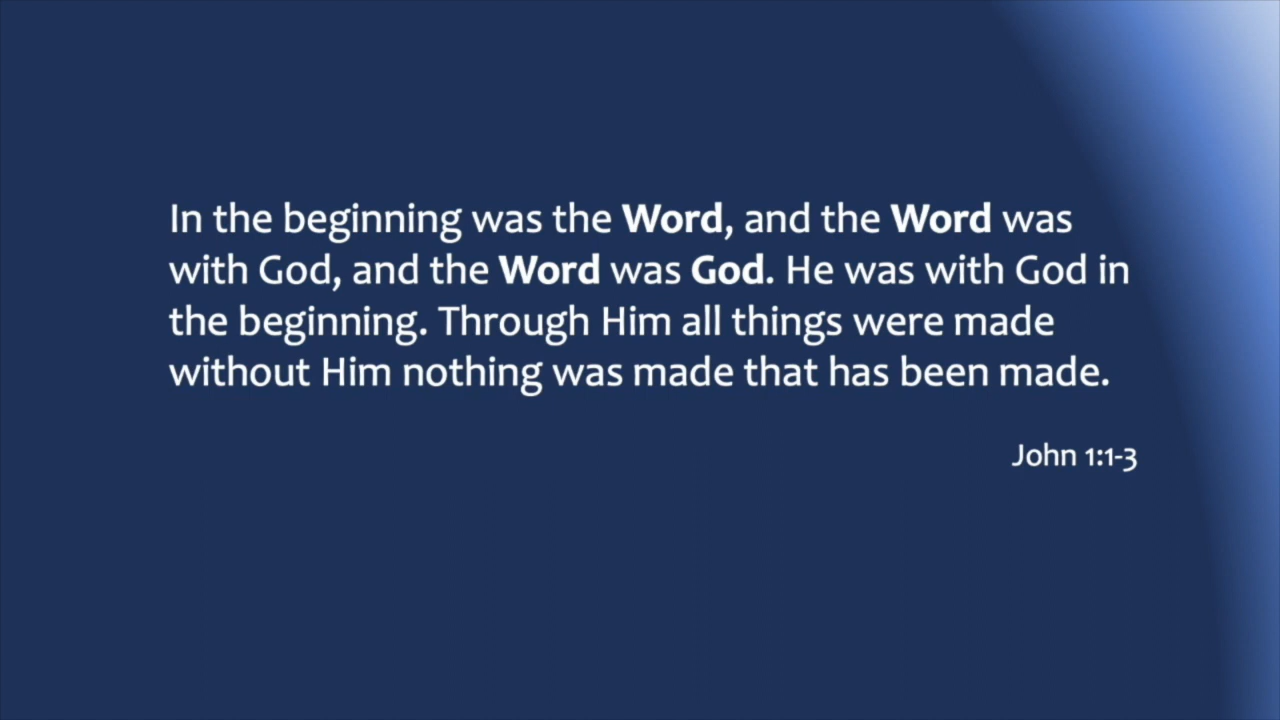 In the beginning was the Word, and the Word was
with God, and the Word was God. He was with God in
the beginning. Through Him all things were made
without Him nothing was made that has been made.
John 1:1-3